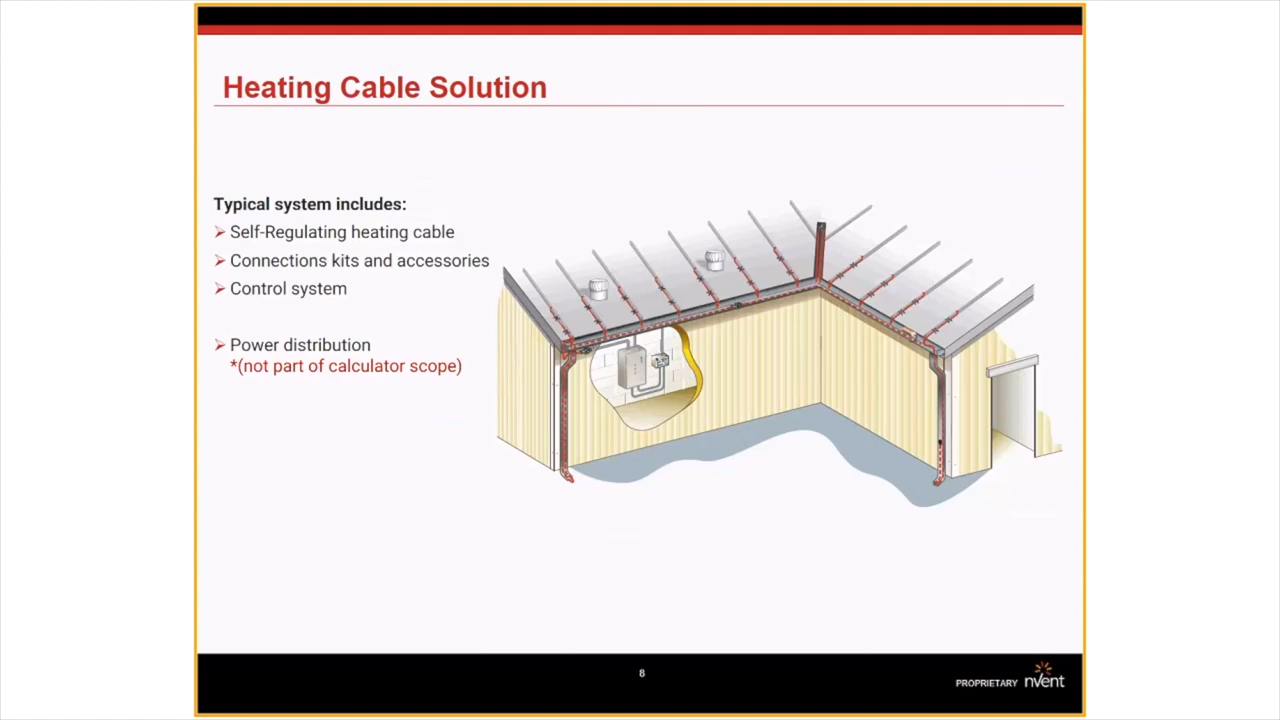 Heating Cable Solution
Typical system includes:
➢ Self-Regulating heating cable
➢ Connections kits and accessories
➢ Control system
➢ Power distribution
*(not part of calculator scope)
8
PROPRIETARY nvent